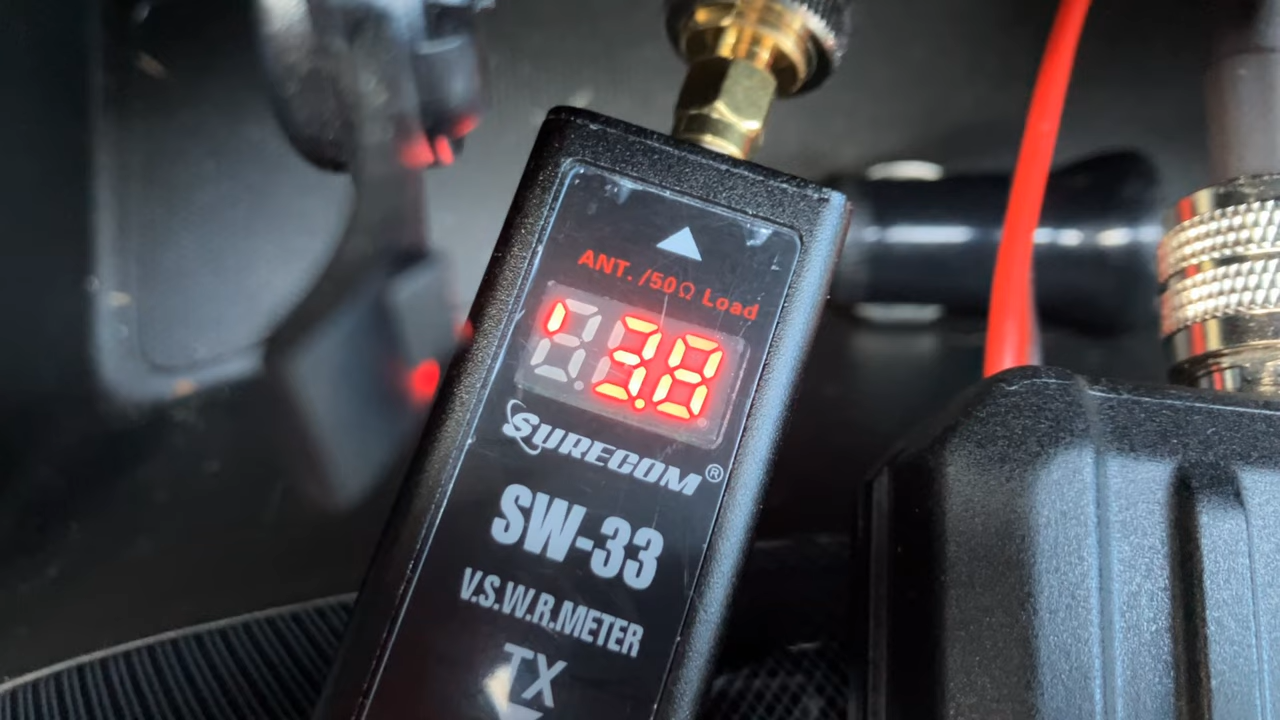 ANT. /50Ω Load
3.8
SURECOM®
SW-33
V.S.W.R.METER
TX